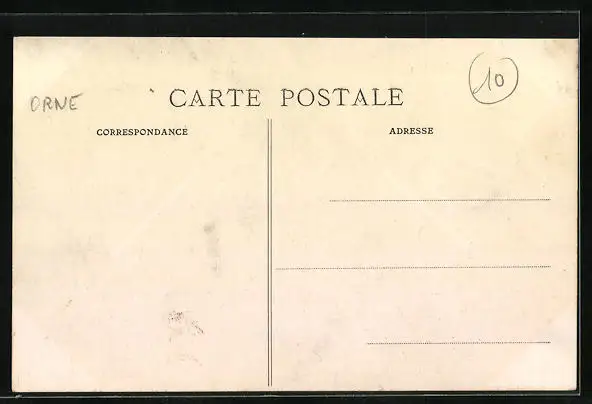 10
ORNE
CARTE POSTALE
CORRESPONDANCE
ADRESSE